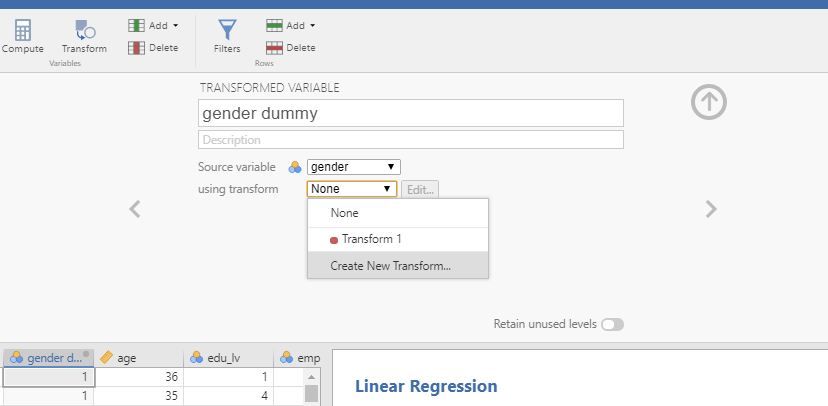 Compute Transform Add Delete Filters Add Delete
Variables Rows
TRANSFORMED VARIABLE
gender dummy
Description
Source variable gender
using transform None Edit...
None
Transform 1
Create New Transform...
Retain unused levels
gender d... age edu_lv emp
1 36 1
1 35 4
Linear Regression